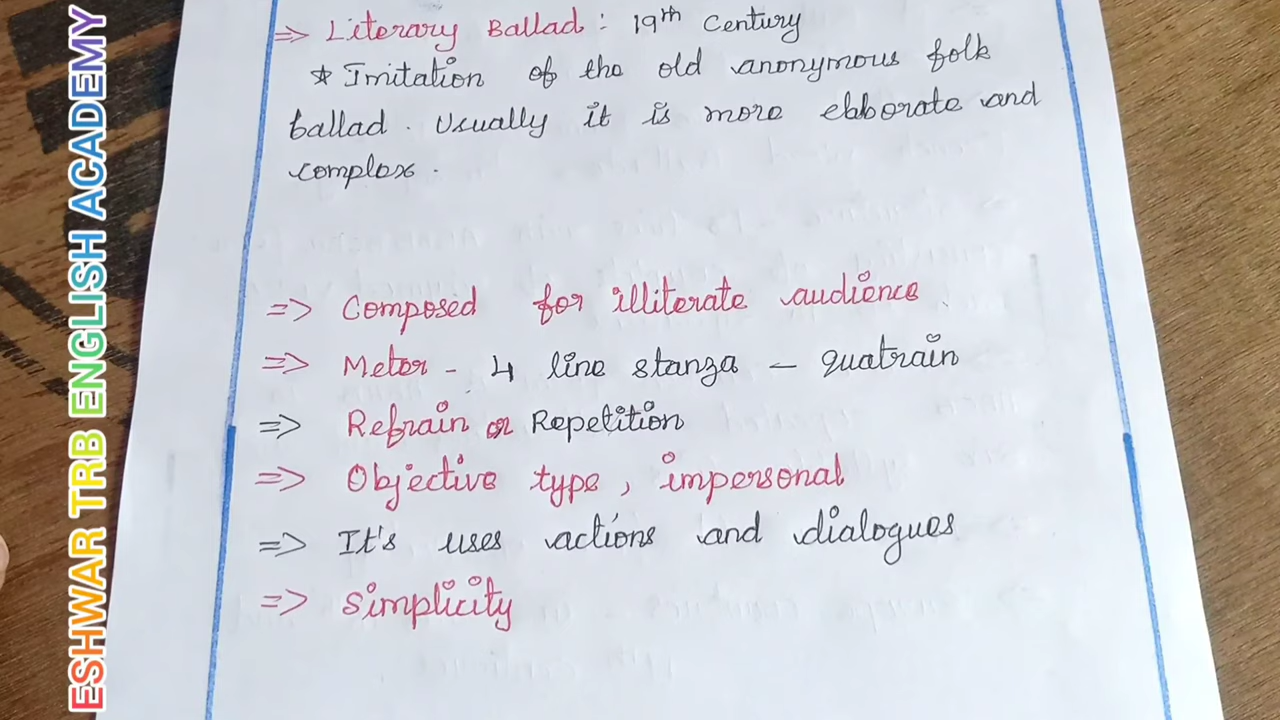 ESHWAR TRB ENGLISH ACADEMY
=> Literary Ballad : 19th Century
* Imitation of the old anonymous folk
ballad. Usually it is more elaborate and
complex.
=> Composed for illiterate audience
=> Meter - 4 line stanza - quatrain
=> Refrain or Repetition
=> Objective type, impersonal
=> It's uses actions and dialogues
=> Simplicity